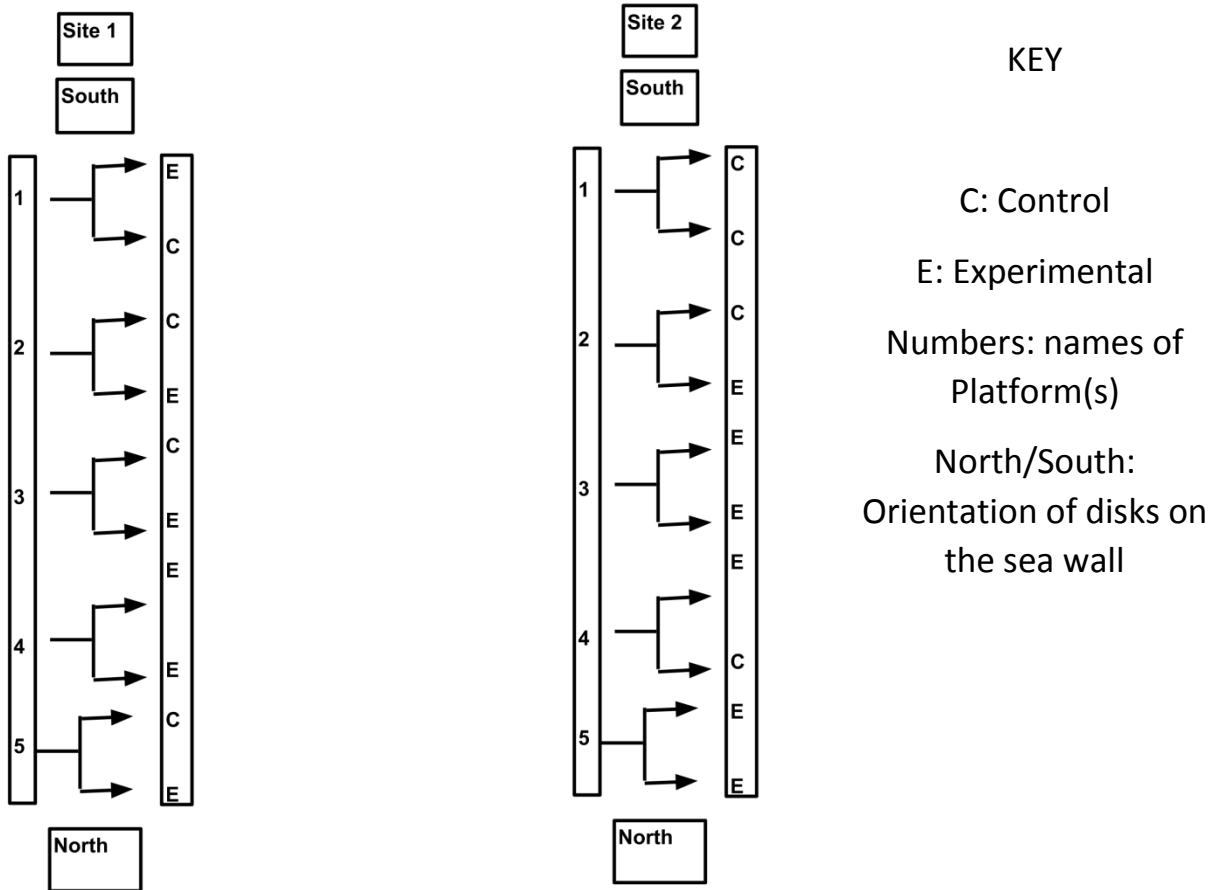 Site 1
South
1
E
C
2
C
E
3
C
E
4
E
E
5
C
E
North
Site 2
South
1
C
C
2
C
E
3
E
E
4
E
C
5
E
E
North
KEY
C: Control
E: Experimental
Numbers: names of
Platform(s)
North/South:
Orientation of disks on
the sea wall